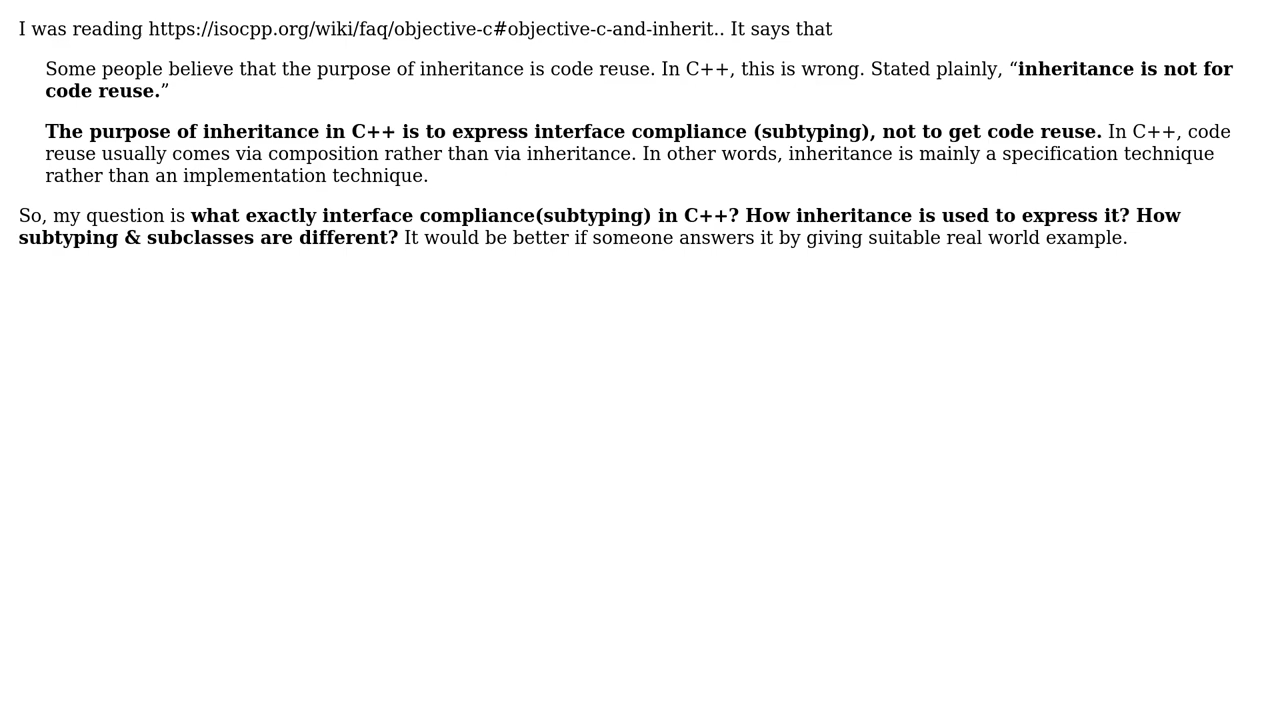 I was reading https://isocpp.org/wiki/faq/objective-c#objective-c-and-inherit.. It says that
Some people believe that the purpose of inheritance is code reuse. In C++, this is wrong. Stated plainly, “inheritance is not for
code reuse.”
The purpose of inheritance in C++ is to express interface compliance (subtyping), not to get code reuse. In C++, code
reuse usually comes via composition rather than via inheritance. In other words, inheritance is mainly a specification technique
rather than an implementation technique.
So, my question is what exactly interface compliance(subtyping) in C++? How inheritance is used to express it? How
subtyping & subclasses are different? It would be better if someone answers it by giving suitable real world example.